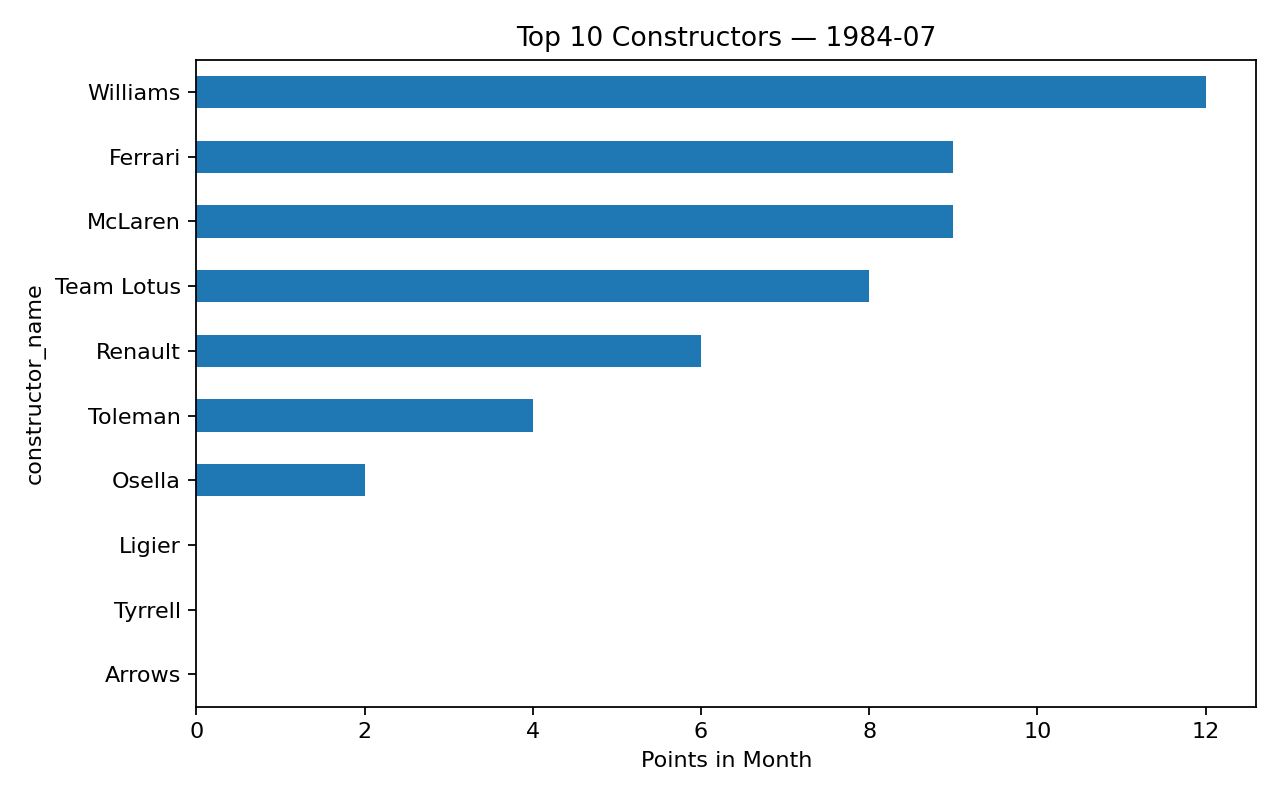 Top 10 Constructors — 1984-07
constructor_name
Williams
Ferrari
McLaren
Team Lotus
Renault
Toleman
Osella
Ligier
Tyrrell
Arrows
0 2 4 6 8 10 12
Points in Month